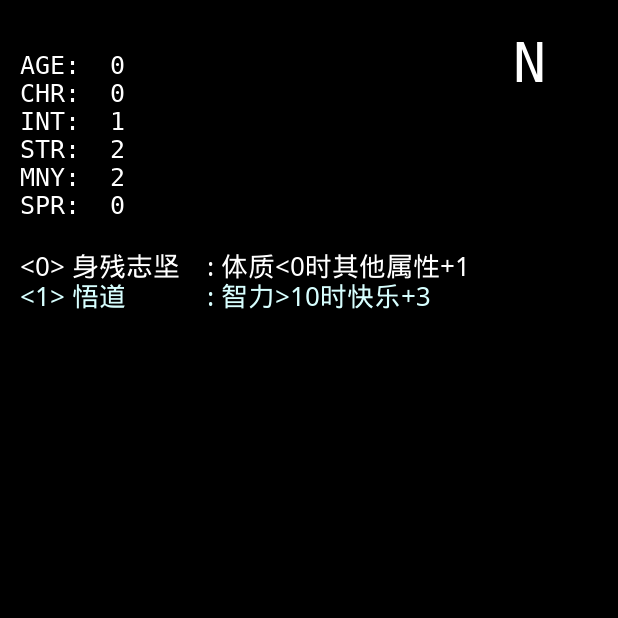 N
AGE: 0
CHR: 0
INT: 1
STR: 2
MNY: 2
SPR: 0
<0> 身残志坚 : 体质<0时其他属性+1
<1> 悟道 : 智力>10时快乐+3